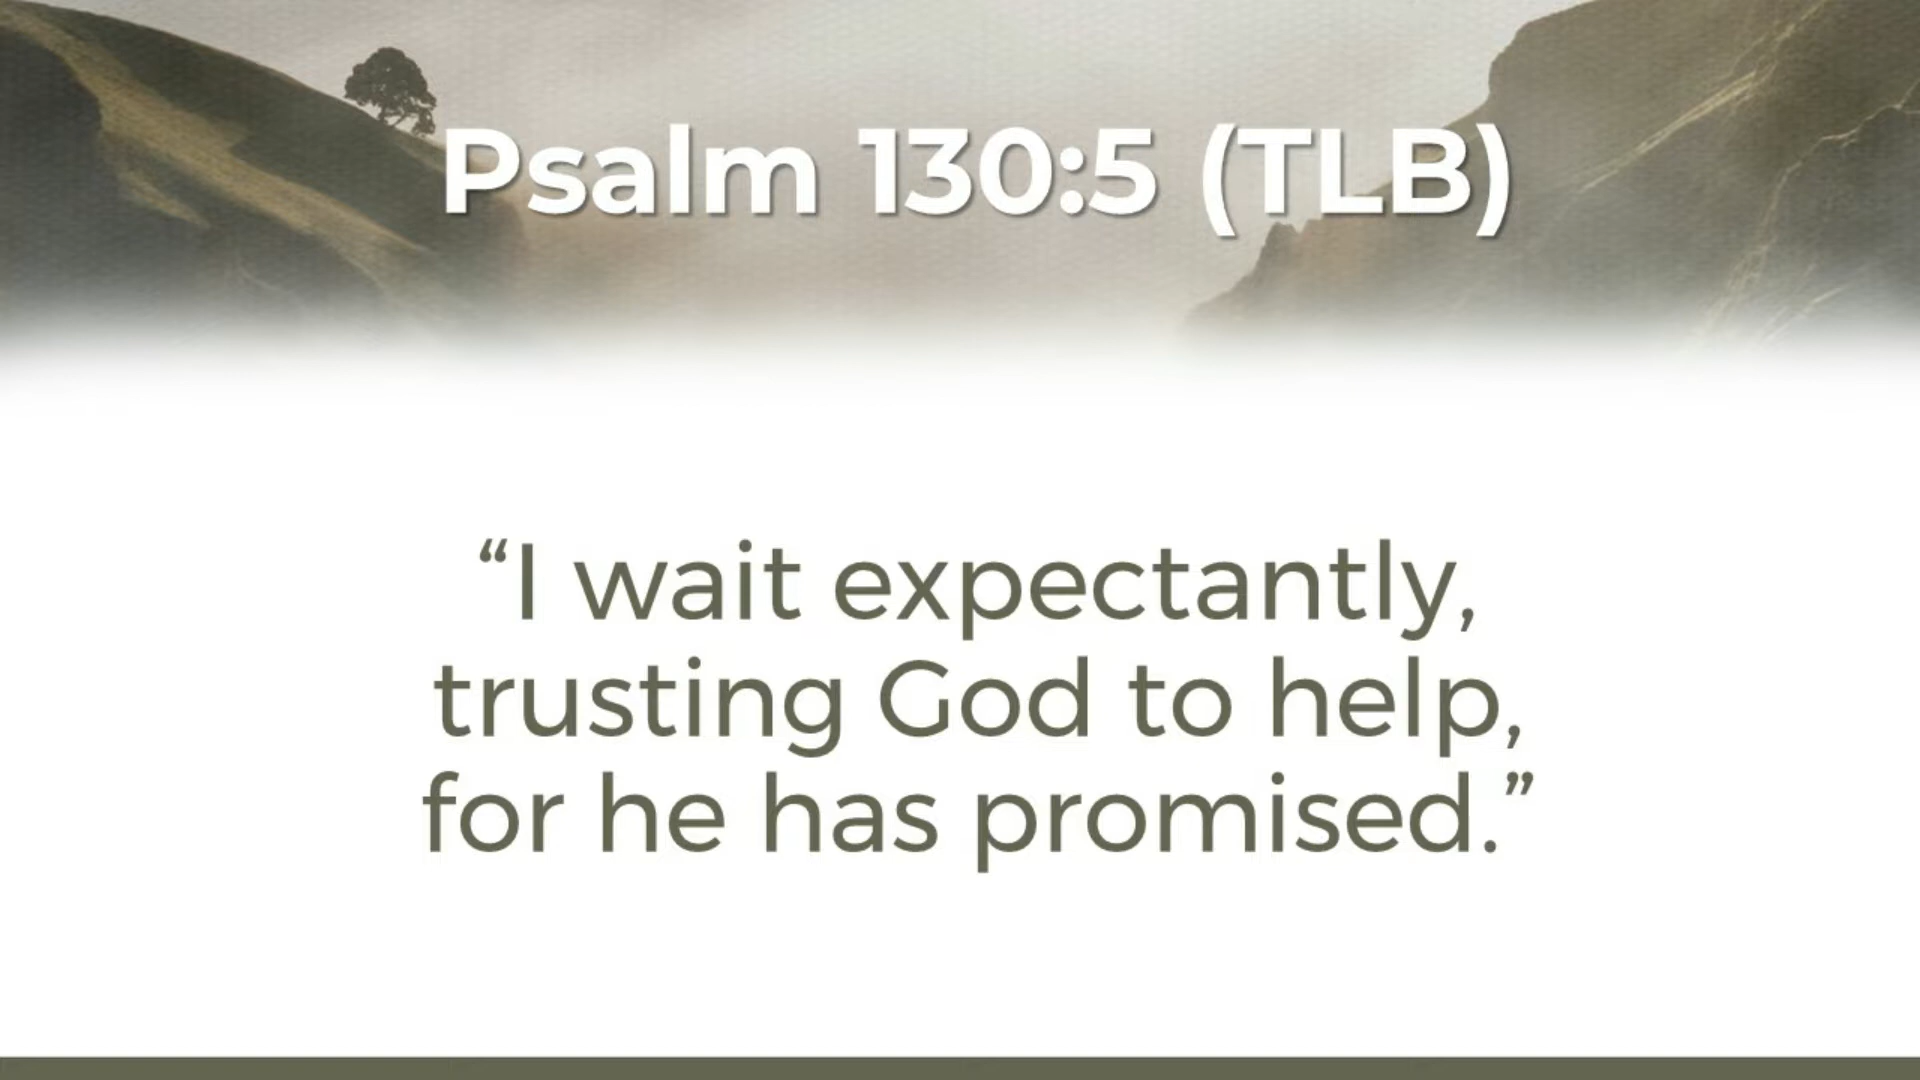 Psalm 130:5 (TLB)
“I wait expectantly,
trusting God to help,
for he has promised.”